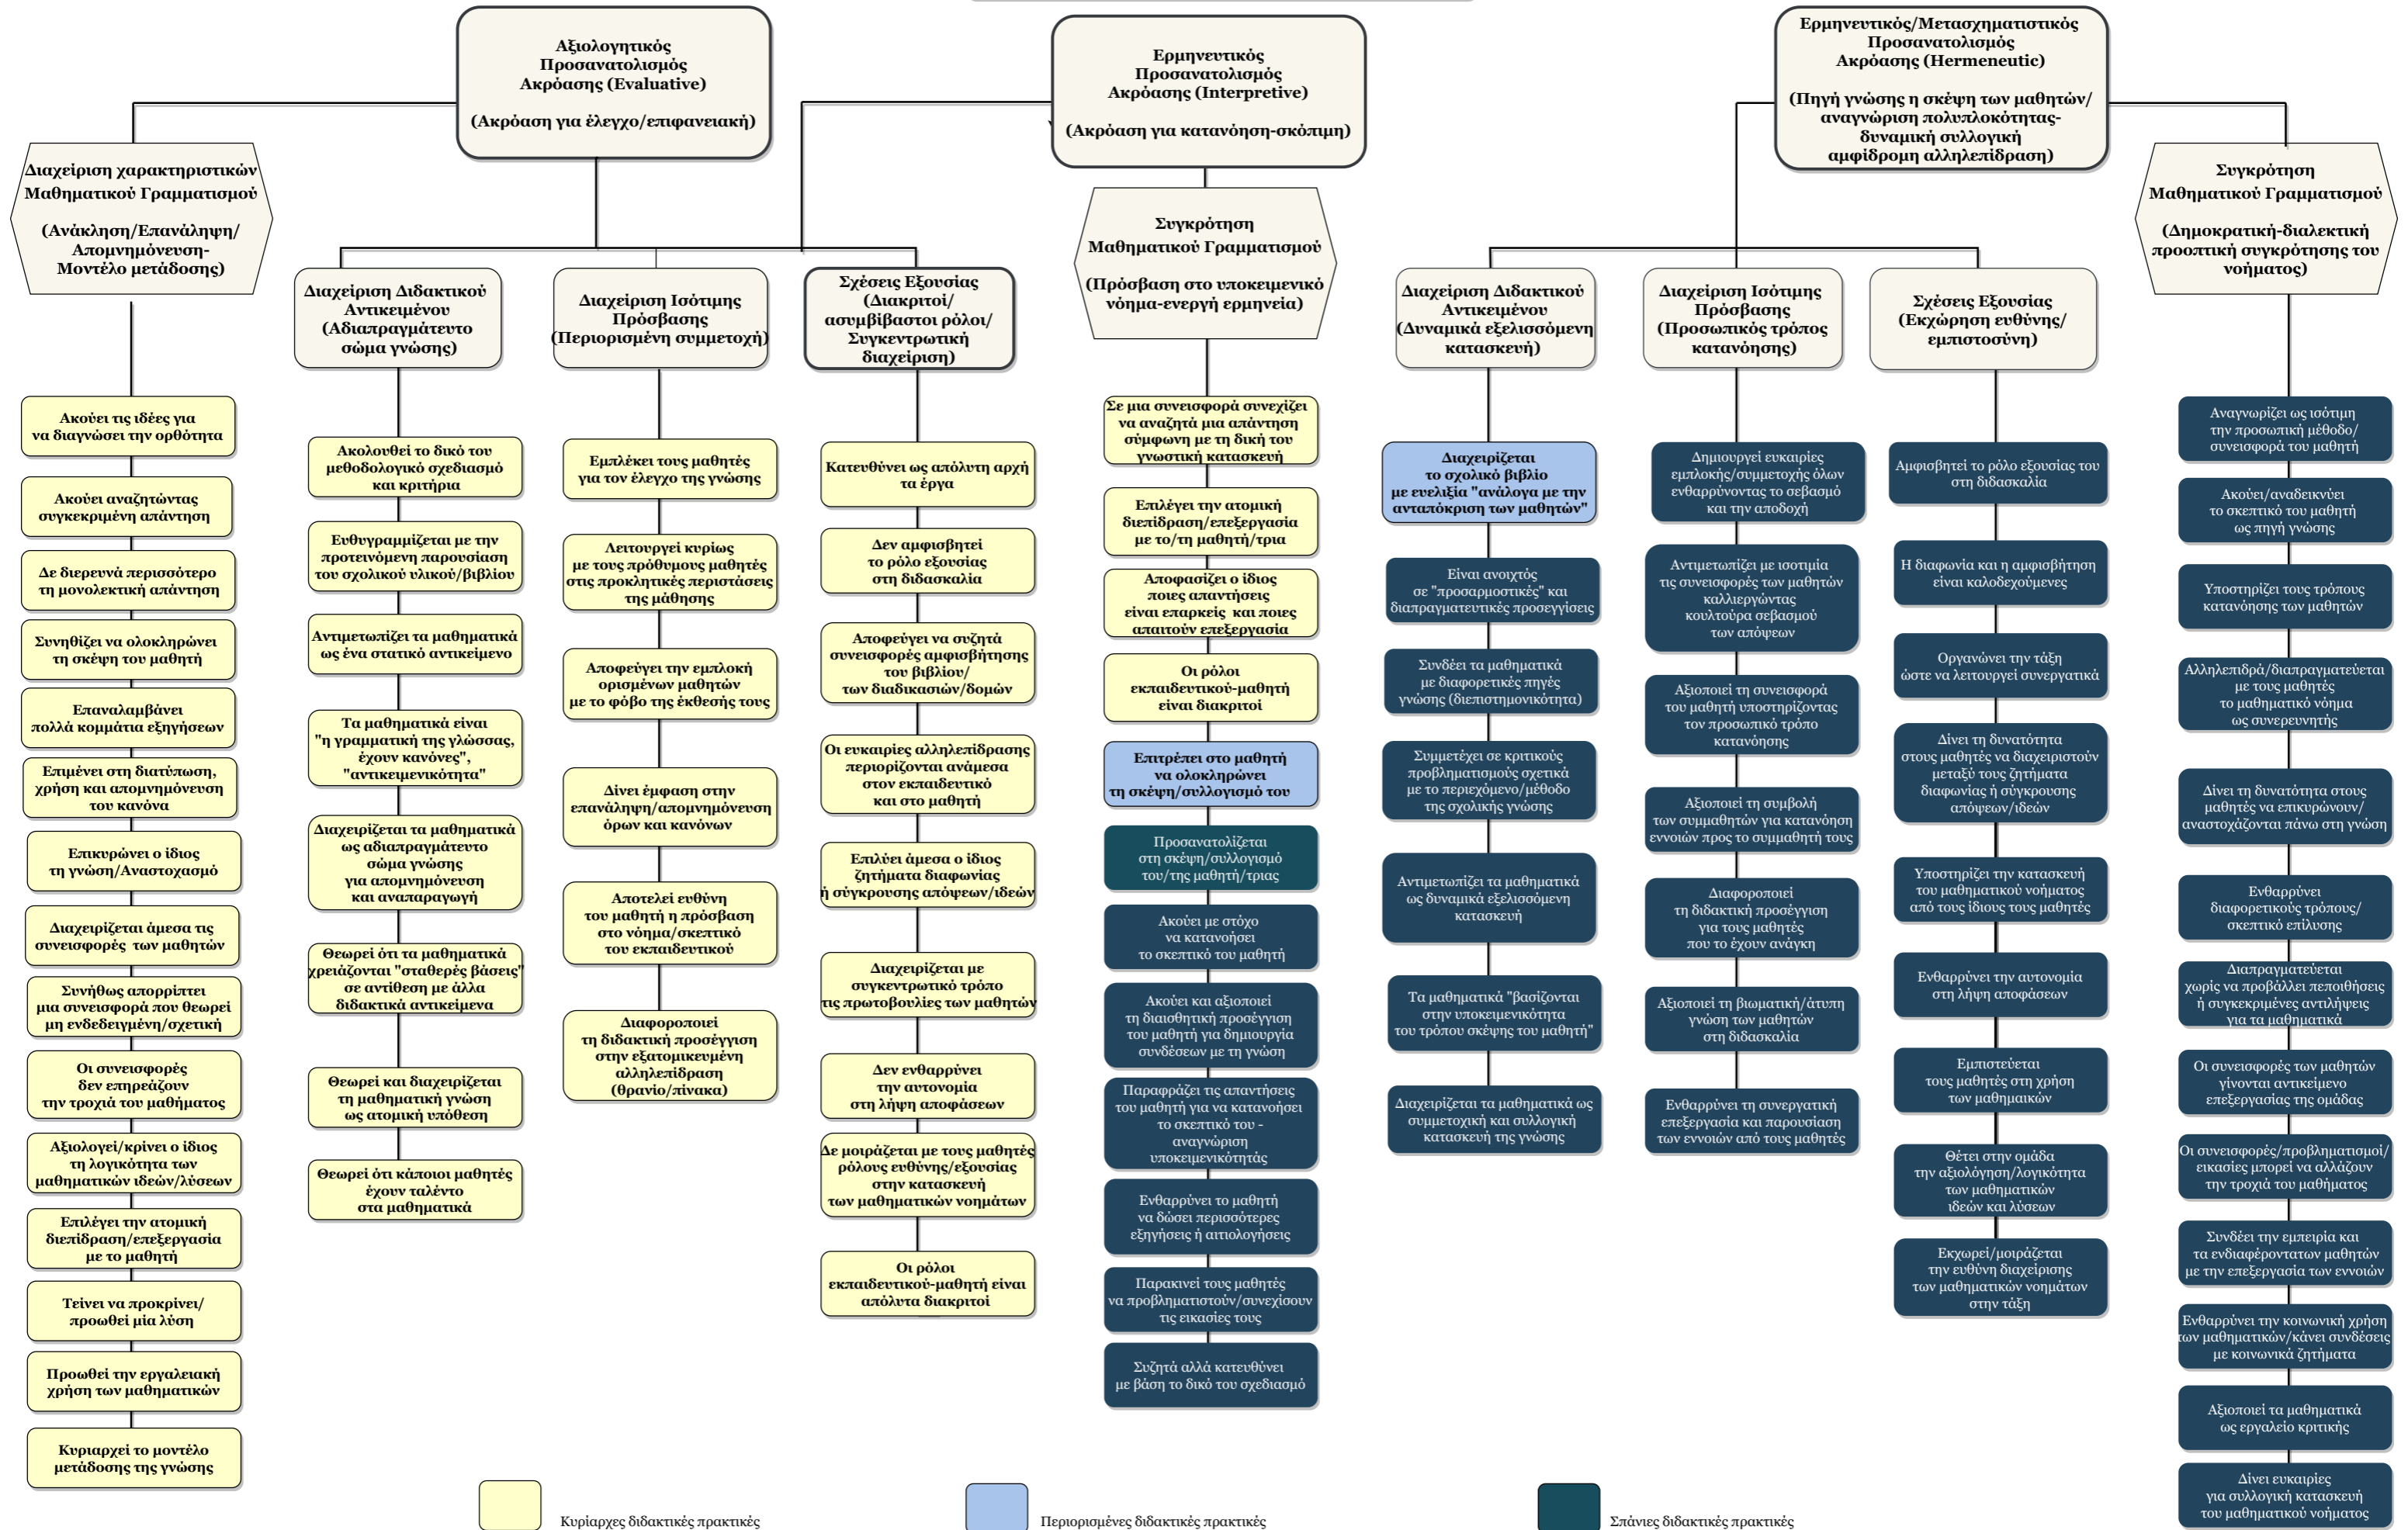 Αξιολογητικός
Προσανατολισμός
Ακρόασης (Evaluative)
(Ακρόαση για έλεγχο/επιφανειακή)
Ερμηνευτικός
Προσανατολισμός
Ακρόασης (Interpretive)
(Ακρόαση για κατανόηση-σκόπιμη)
Ερμηνευτικός/Μετασχηματιστικός
Προσανατολισμός
Ακρόασης (Hermeneutic)
(Πηγή γνώσης η σκέψη των μαθητών/
αναγνώριση πολυπλοκότητας-
δυναμική συλλογική
αμφίδρομη αλληλεπίδραση)
Διαχείριση χαρακτηριστικών
Μαθηματικού Γραμματισμού
(Ανάκληση/Επανάληψη/
Απομνημόνευση-
Μοντέλο μετάδοσης)
Ακούει τις ιδέες για
να διαγνώσει την ορθότητα
Ακούει αναζητώντας
συγκεκριμένη απάντηση
Δε διερευνά περισσότερο
τη μονολεκτική απάντηση
Συνηθίζει να ολοκληρώνει
τη σκέψη του μαθητή
Επαναλαμβάνει
πολλά κομμάτια εξηγήσεων
Επιμένει στη διατύπωση,
χρήση και απομνημόνευση
του κανόνα
Επικυρώνει ο ίδιος
τη γνώση/Αναστοχασμό
Διαχειρίζεται άμεσα τις
συνεισφορές των μαθητών
Συνήθως απορρίπτει
μια συνεισφορά που θεωρεί
μη ενδεδειγμένη/σχετική
Οι συνεισφορές
δεν επηρεάζουν
την τροχιά του μαθήματος
Αξιολογεί/κρίνει ο ίδιος
τη λογικότητα των
μαθηματικών ιδεών/λύσεων
Επιλέγει την ατομική
διεπίδραση/επεξεργασία
με το μαθητή
Τείνει να προκρίνει/
προωθεί μία λύση
Προωθεί την εργαλειακή
χρήση των μαθηματικών
Κυριαρχεί το μοντέλο
μετάδοσης της γνώσης
Διαχείριση Διδακτικού
Αντικειμένου
(Αδιαπραγμάτευτο
σώμα γνώσης)
Ακολουθεί το δικό του
μεθοδολογικό σχεδιασμό
και κριτήρια
Ευθυγραμμίζεται με την
προτεινόμενη παρουσίαση
του σχολικού υλικού/βιβλίου
Αντιμετωπίζει τα μαθηματικά
ως ένα στατικό αντικείμενο
Τα μαθηματικά είναι
"η γραμματική της γλώσσας,
έχουν κανόνες",
"αντικειμενικότητα"
Διαχειρίζεται τα μαθηματικά
ως αδιαπραγμάτευτο
σώμα γνώσης
για απομνημόνευση
και αναπαραγωγή
Θεωρεί ότι τα μαθηματικά
χρειάζονται "σταθερές βάσεις"
σε αντίθεση με άλλα
διδακτικά αντικείμενα
Θεωρεί και διαχειρίζεται
τη μαθηματική γνώση
ως ατομική υπόθεση
Θεωρεί ότι κάποιοι μαθητές
έχουν ταλέντο
στα μαθηματικά
Διαχείριση Ισότιμης
Πρόσβασης
(Περιορισμένη συμμετοχή)
Εμπλέκει τους μαθητές
για τον έλεγχο της γνώσης
Λειτουργεί κυρίως
με τους πρόθυμους μαθητές
στις προκλητικές περιστάσεις
της μάθησης
Αποφεύγει την εμπλοκή
ορισμένων μαθητών
με το φόβο της έκθεσής τους
Δίνει έμφαση στην
επανάληψη/απομνημόνευση
όρων και κανόνων
Αποτελεί ευθύνη
του μαθητή η πρόσβαση
στο νόημα/σκεπτικό
του εκπαιδευτικού
Διαφοροποιεί
τη διδακτική προσέγγιση
στην εξατομικευμένη
αλληλεπίδραση
(θρανίο/πίνακα)
Σχέσεις Εξουσίας
(Διακριτοί/
ασυμβίβαστοι ρόλοι/
Συγκεντρωτική
διαχείριση)
Κατευθύνει ως απόλυτη αρχή
τα έργα
Δεν αμφισβητεί
το ρόλο εξουσίας
στη διδασκαλία
Αποφεύγει να συζητά
συνεισφορές αμφισβήτησης
του βιβλίου/
των διαδικασιών/δομών
Οι ευκαιρίες αλληλεπίδρασης
περιορίζονται ανάμεσα
στον εκπαιδευτικό
και στο μαθητή
Επιλύει άμεσα ο ίδιος
ζητήματα διαφωνίας
ή σύγκρουσης απόψεων/ιδεών
Διαχειρίζεται με
συγκεντρωτικό τρόπο
τις πρωτοβουλίες των μαθητών
Δεν ενθαρρύνει
την αυτονομία
στη λήψη αποφάσεων
Δε μοιράζεται με τους μαθητές
ρόλους ευθύνης/εξουσίας
στην κατασκευή
των μαθηματικών νοημάτων
Οι ρόλοι
εκπαιδευτικού-μαθητή είναι
απόλυτα διακριτοί
Συγκρότηση
Μαθηματικού Γραμματισμού
(Πρόσβαση στο υποκειμενικό
νόημα-ενεργή ερμηνεία)
Σε μια συνεισφορά συνεχίζει
να αναζητά μια απάντηση
σύμφωνη με τη δική του
γνωστική κατασκευή
Επιλέγει την ατομική
διεπίδραση/επεξεργασία
με το/τη μαθητή/τρια
Αποφασίζει ο ίδιος
ποιες απαντήσεις
είναι επαρκείς και ποιες
απαιτούν επεξεργασία
Οι ρόλοι
εκπαιδευτικού-μαθητή
είναι διακριτοί
Επιτρέπει στο μαθητή
να ολοκληρώνει
τη σκέψη/συλλογισμό του
Προσανατολίζεται
στη σκέψη/συλλογισμό
του/της μαθητή/τριας
Ακούει με στόχο
να κατανοήσει
το σκεπτικό του μαθητή
Ακούει και αξιοποιεί
τη διαισθητική προσέγγιση
του μαθητή για δημιουργία
συνδέσεων με τη γνώση
Παραφράζει τις απαντήσεις
του μαθητή για να κατανοήσει
το σκεπτικό του -
αναγνώριση
υποκειμενικότητάς
Ενθαρρύνει το μαθητή
να δώσει περισσότερες
εξηγήσεις ή αιτιολογήσεις
Παρακινεί τους μαθητές
να προβληματιστούν/συνεχίσουν
τις εικασίες τους
Συζητά αλλά κατευθύνει
με βάση το δικό του σχεδιασμό
Διαχείριση Διδακτικού
Αντικειμένου
(Δυναμικά εξελισσόμενη
κατασκευή)
Διαχειρίζεται
το σχολικό βιβλίο
με ευελιξία "ανάλογα με την
ανταπόκριση των μαθητών"
Είναι ανοιχτός
σε "προσαρμοστικές" και
διαπραγματευτικές προσεγγίσεις
Συνδέει τα μαθηματικά
με διαφορετικές πηγές
γνώσης (διεπιστημονικότητα)
Συμμετέχει σε κριτικούς
προβληματισμούς σχετικά
με το περιεχόμενο/μέθοδο
της σχολικής γνώσης
Αντιμετωπίζει τα μαθηματικά
ως δυναμικά εξελισσόμενη
κατασκευή
Τα μαθηματικά "βασίζονται
στην υποκειμενικότητα
του τρόπου σκέψης του μαθητή"
Διαχειρίζεται τα μαθηματικά ως
συμμετοχική και συλλογική
κατασκευή της γνώσης
Διαχείριση Ισότιμης
Πρόσβασης
(Προσωπικός τρόπος
κατανόησης)
Δημιουργεί ευκαιρίες
εμπλοκής/συμμετοχής όλων
ενθαρρύνοντας το σεβασμό
και την αποδοχή
Αντιμετωπίζει με ισοτιμία
τις συνεισφορές των μαθητών
καλλιεργώντας
κουλτούρα σεβασμού
των απόψεων
Αξιοποιεί τη συνεισφορά
του μαθητή υποστηρίζοντας
τον προσωπικό τρόπο
κατανόησης
Αξιοποιεί τη συμβολή
των συμμαθητών για κατανόηση
εννοιών προς το συμμαθητή τους
Διαφοροποιεί
τη διδακτική προσέγγιση
για τους μαθητές
που το έχουν ανάγκη
Αξιοποιεί τη βιωματική/άτυπη
γνώση των μαθητών
στη διδασκαλία
Ενθαρρύνει τη συνεργατική
επεξεργασία και παρουσίαση
των εννοιών από τους μαθητές
Σχέσεις Εξουσίας
(Εκχώρηση ευθύνης/
εμπιστοσύνη)
Αμφισβητεί το ρόλο εξουσίας του
στη διδασκαλία
Η διαφωνία και η αμφισβήτηση
είναι καλοδεχούμενες
Οργανώνει την τάξη
ώστε να λειτουργεί συνεργατικά
Δίνει τη δυνατότητα
στους μαθητές να διαχειριστούν
μεταξύ τους ζητήματα
διαφωνίας ή σύγκρουσης
απόψεων/ιδεών
Υποστηρίζει την κατασκευή
του μαθηματικού νοήματος
από τους ίδιους τους μαθητές
Ενθαρρύνει την αυτονομία
στη λήψη αποφάσεων
Εμπιστεύεται
τους μαθητές στη χρήση
των μαθημαικών
Θέτει στην ομάδα
την αξιολόγηση/λογικότητα
των μαθηματικών
ιδεών και λύσεων
Εκχωρεί/μοιράζεται
την ευθύνη διαχείρισης
των μαθηματικών νοημάτων
στην τάξη
Συγκρότηση
Μαθηματικού Γραμματισμού
(Δημοκρατική-διαλεκτική
προοπτική συγκρότησης του
νοήματος)
Αναγνωρίζει ως ισότιμη
την προσωπική μέθοδο/
συνεισφορά του μαθητή
Ακούει/αναδεικνύει
το σκεπτικό του μαθητή
ως πηγή γνώσης
Υποστηρίζει τους τρόπους
κατανόησης των μαθητών
Αλληλεπιδρά/διαπραγματεύεται
με τους μαθητές
το μαθηματικό νόημα
ως συνερευνητής
Δίνει τη δυνατότητα στους
μαθητές να επικυρώνουν/
αναστοχάζονται πάνω στη γνώση
Ενθαρρύνει
διαφορετικούς τρόπους/
σκεπτικό επίλυσης
Διαπραγματεύεται
χωρίς να προβάλλει πεποιθήσεις
ή συγκεκριμένες αντιλήψεις
για τα μαθηματικά
Οι συνεισφορές των μαθητών
γίνονται αντικείμενο
επεξεργασίας της ομάδας
Οι συνεισφορές/προβληματισμοί/
εικασίες μπορεί να αλλάζουν
την τροχιά του μαθήματος
Συνδέει την εμπειρία και
τα ενδιαφέροντατων μαθητών
με την επεξεργασία των εννοιών
Ενθαρρύνει την κοινωνική χρήση
των μαθηματικών/κάνει συνδέσεις
με κοινωνικά ζητήματα
Αξιοποιεί τα μαθηματικά
ως εργαλείο κριτικής
Δίνει ευκαιρίες
για συλλογική κατασκευή
του μαθηματικού νοήματος
Κυρίαρχες διδακτικές πρακτικές
Περιορισμένες διδακτικές πρακτικές
Σπάνιες διδακτικές πρακτικές